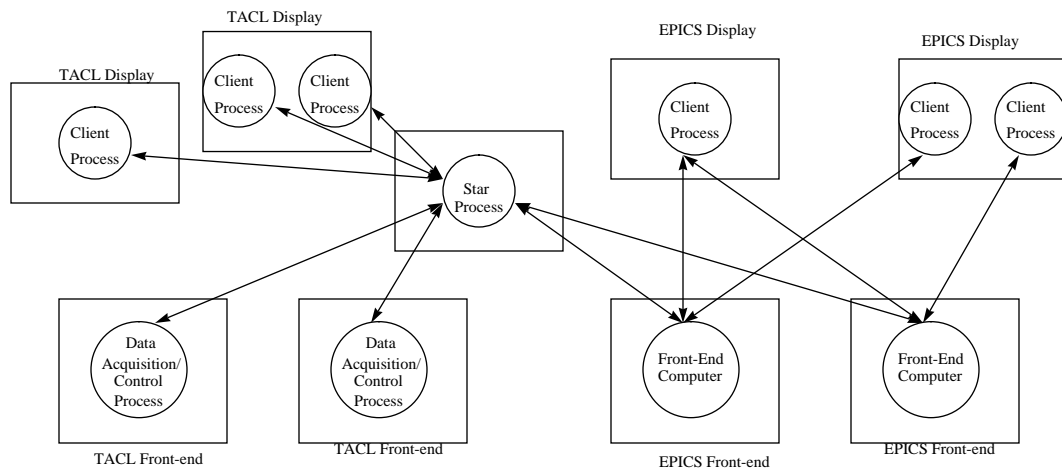 TACL Display
EPICS Display
EPICS Display
TACL Display
Client
Process
Client
Process
Client
Process
Client
Process
Client
Process
Client
Process
Star
Process
Data
Acquisition/
Control
Process
Data
Acquisition/
Control
Process
Front-End
Computer
Front-End
Computer
TACL Front-end
TACL Front-end
EPICS Front-end
EPICS Front-end